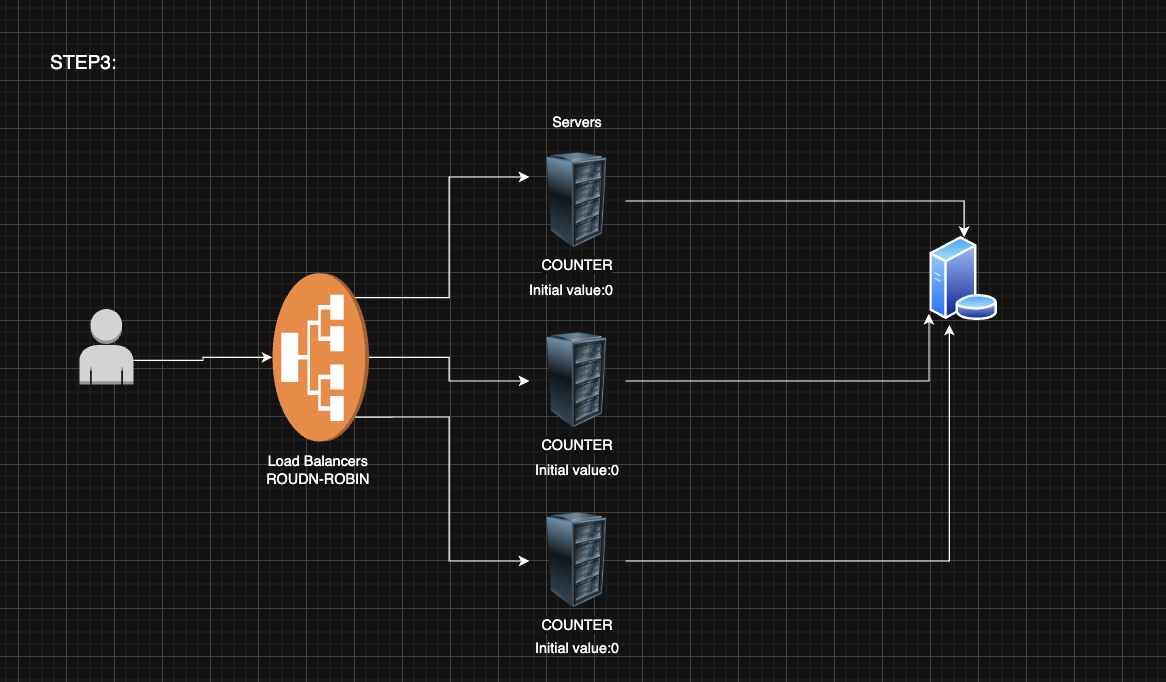 STEP3:
Servers
COUNTER
Initial value:0
Load Balancers
ROUDN-ROBIN
COUNTER
Initial value:0
COUNTER
Initial value:0